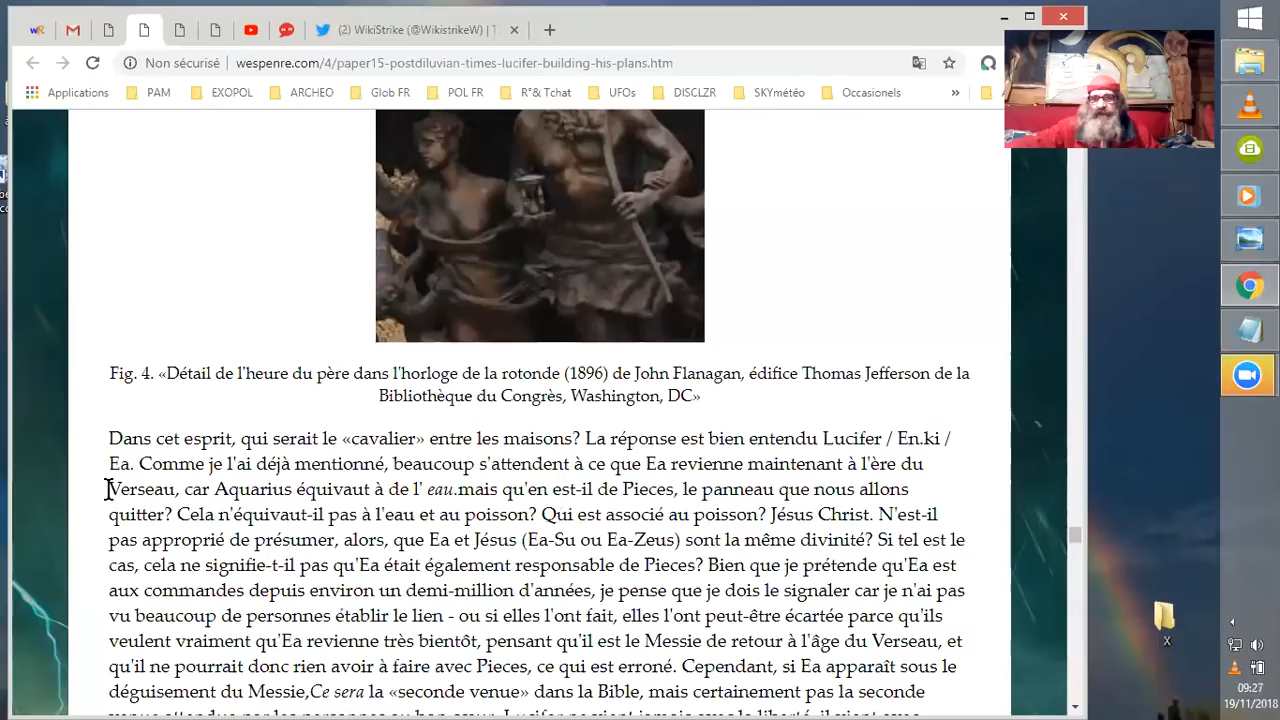 (2) WikiStrike (@WikistrikeW) | T
Non sécurisé
wespenre.com/4/paper13-postdiluvian-times-lucifer-building-his-plans.htm
Applications PAM EXOPOL ARCHEO Blob FR POL FR ROSTchat UFO2 DISCLZR SKYmétéo Occasionels »
Fig. 4. «Détail de l'heure du père dans l'horloge de la rotonde (1896) de John Flanagan, édifice Thomas Jefferson de la
Bibliothèque du Congrès, Washington, DC»
Dans cet esprit, qui serait le «cavalier» entre les maisons? La réponse est bien entendu Lucifer / En.ki /
Ea. Comme je l'ai déjà mentionné, beaucoup s'attendent à ce que Ea revienne maintenant à l'ère du
Verseau, car Aquarius équivaut à de l' eau.mais qu'en est-il de Pieces, le panneau que nous allons
quitter? Cela n'équivaut-il pas à l'eau et au poisson? Qui est associé au poisson? Jésus Christ. N'est-il
pas approprié de présumer, alors, que Ea et Jésus (Ea-Su ou Ea-Zeus) sont la même divinité? Si tel est le
cas, cela ne signifie-t-il pas qu'Ea était également responsable de Pieces? Bien que je prétende qu'Ea est
aux commandes depuis environ un demi-million d'années, je pense que je dois le signaler car je n'ai pas
vu beaucoup de personnes établir le lien - ou si elles l'ont fait, elles l'ont peut-être écartée parce qu'ils
veulent vraiment qu'Ea revienne très bientôt, pensant qu'il est le Messie de retour à l'âge du Verseau, et
qu'il ne pourrait donc rien avoir à faire avec Pieces, ce qui est erroné. Cependant, si Ea apparaît sous le
déguisement du Messie,Ce sera la «seconde venue» dans la Bible, mais certainement pas la seconde
X
09:27
19/11/2018